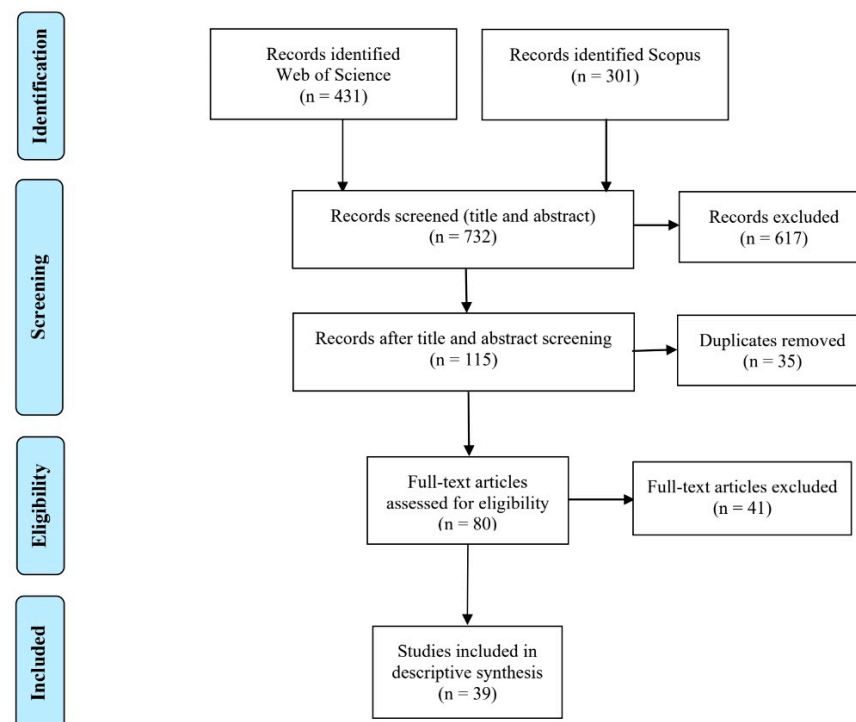 Identification
Records identified
Web of Science
(n = 431)
Records identified Scopus
(n = 301)
Screening
Records screened (title and abstract)
(n = 732)
Records excluded
(n = 617)
Records after title and abstract screening
(n = 115)
Duplicates removed
(n = 35)
Eligibility
Full-text articles
assessed for eligibility
(n = 80)
Full-text articles excluded
(n = 41)
Included
Studies included in
descriptive synthesis
(n = 39)